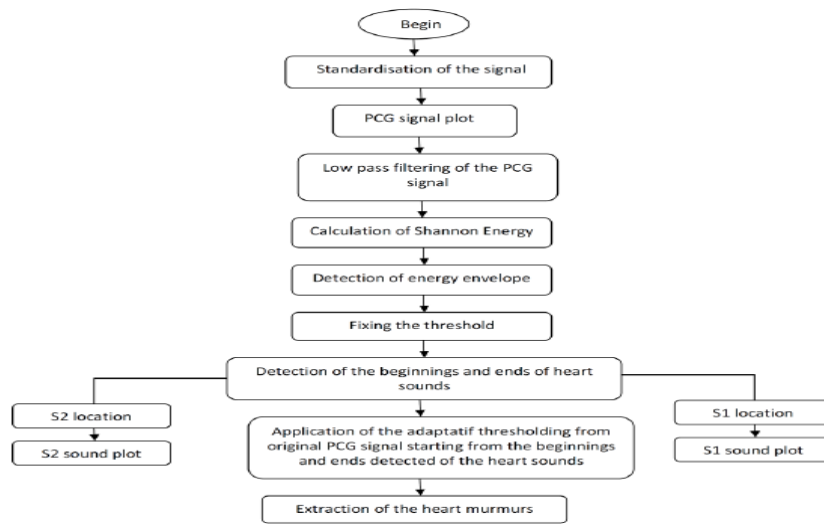 Begin
Standardisation of the signal
PCG signal plot
Low pass filtering of the PCG
signal
Calculation of Shannon Energy
Detection of energy envelope
Fixing the threshold
Detection of the beginnings and ends of heart
sounds
S2 location
S2 sound plot
Application of the adaptatif thresholding from
original PCG signal starting from the beginnings
and ends detected of the heart sounds
S1 location
S1 sound plot
Extraction of the heart murmurs